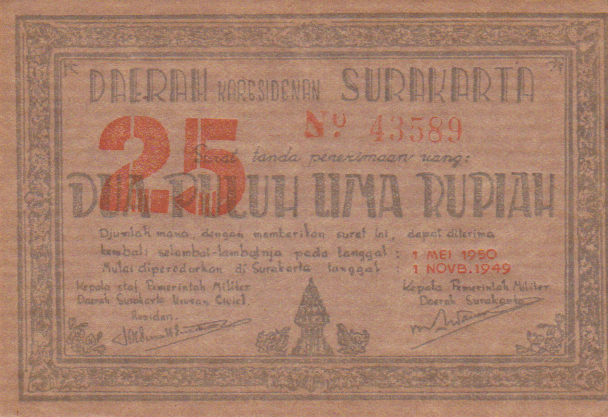 DAERAH KARESIDENAN SURAKARTA
25
Nº 43589
Surat tanda penerimaan uang:
DUA PULUH LIMA RUPIAH
Djumlah mana, dengan memberikan surat ini, dapat diterima
kembali selambat-lambatnja pada tanggal : 1 MEI 1950
Mulai diperedarkan di Surakarta tanggal : 1 NOVB. 1949
Kepala staf Pemerintah Militer
Daerah Surakarta Urusan Civiel.
Residen.
Kepala Pemerintah Militer
Daerah Surakarta